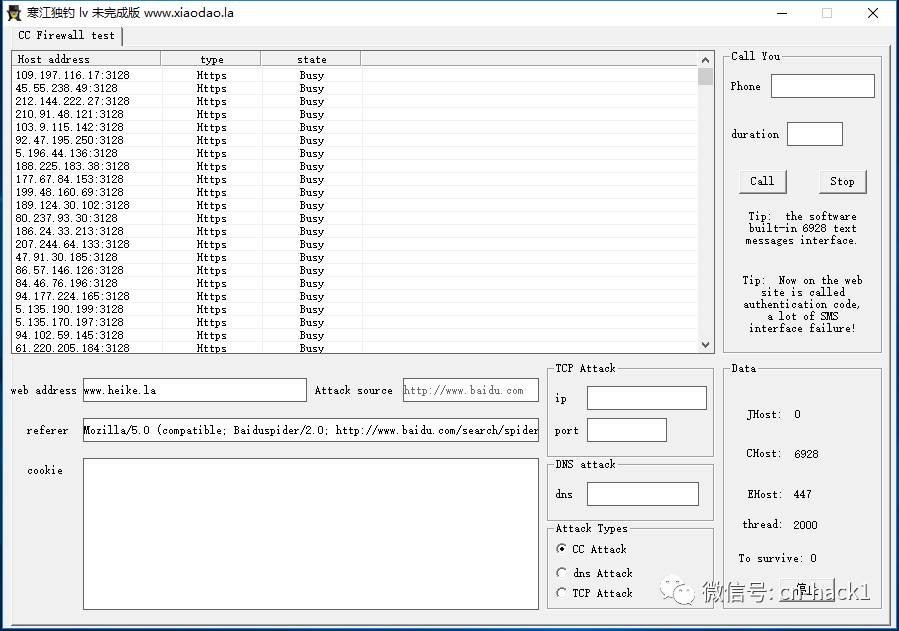 寒江独钓 lv 未完成版 www.xiaodao.la
CC Firewall test
Host address type state
109.197.116.17:3128 Https Busy
45.55.238.49:3128 Https Busy
212.144.222.27:3128 Https Busy
210.91.48.121:3128 Https Busy
103.9.115.142:3128 Https Busy
92.47.195.250:3128 Https Busy
5.196.44.136:3128 Https Busy
188.225.183.38:3128 Https Busy
177.67.84.153:3128 Https Busy
199.48.160.69:3128 Https Busy
189.124.30.102:3128 Https Busy
80.237.93.30:3128 Https Busy
186.24.33.213:3128 Https Busy
207.244.64.133:3128 Https Busy
47.91.30.185:3128 Https Busy
86.57.146.126:3128 Https Busy
84.46.76.196:3128 Https Busy
94.177.224.165:3128 Https Busy
5.135.190.199:3128 Https Busy
5.135.170.197:3128 Https Busy
94.102.59.145:3128 Https Busy
61.220.205.184:3128 Https Busy
Call You
Phone
duration
Call Stop
Tip: the software
built-in 6928 text
messages interface.
Tip: Now on the web
site is called
authentication code,
a lot of SMS
interface failure!
web address www.heike.la Attack source http://www.baidu.com
referer Mozilla/5.0 (compatible; Baiduspider/2.0; http://www.baidu.com/search/spider
cookie
TCP Attack
ip
port
DNS attack
dns
Attack Types
CC Attack
dns Attack
TCP Attack
Data
JHost: 0
CHost: 6928
EHost: 447
thread: 2000
To survive: 0
停止
微信号: cn-hack1